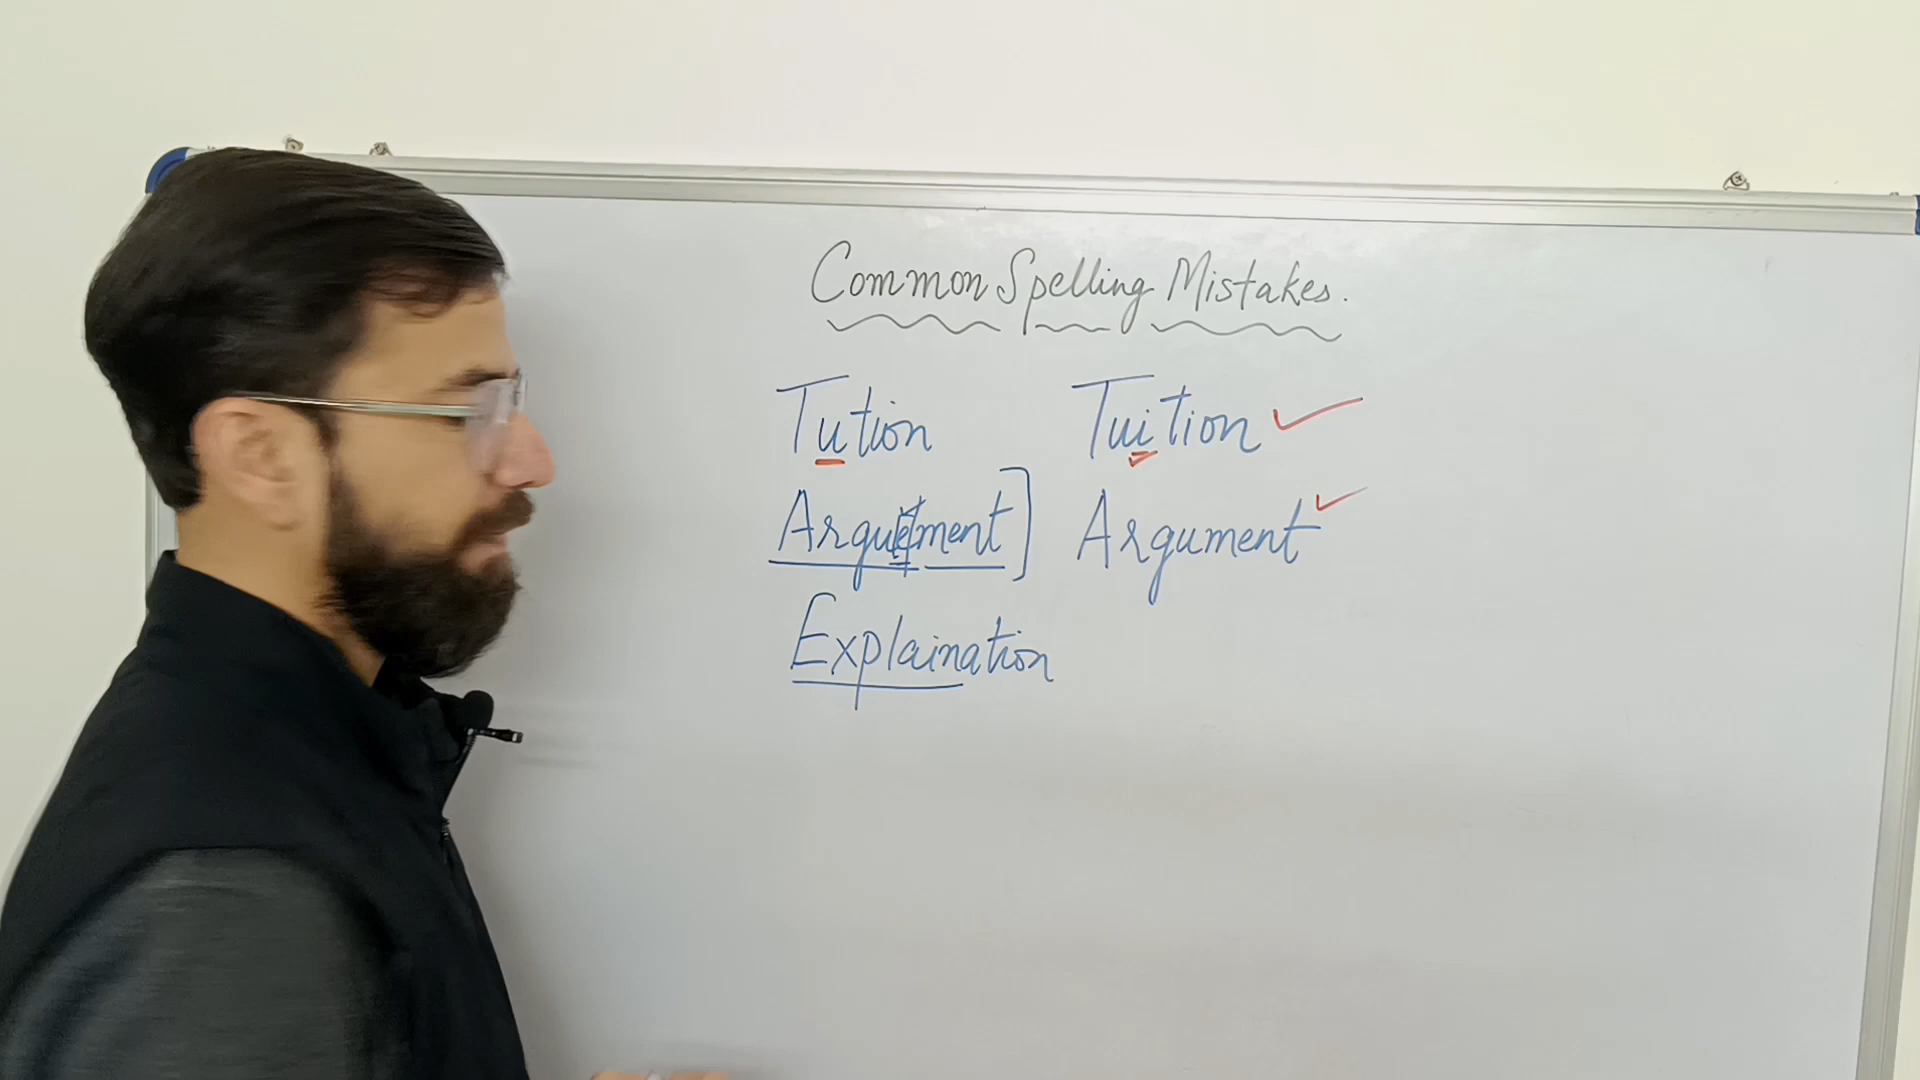 Common Spelling Mistakes.
Tution Tuition
Arguement Argument
Explaination